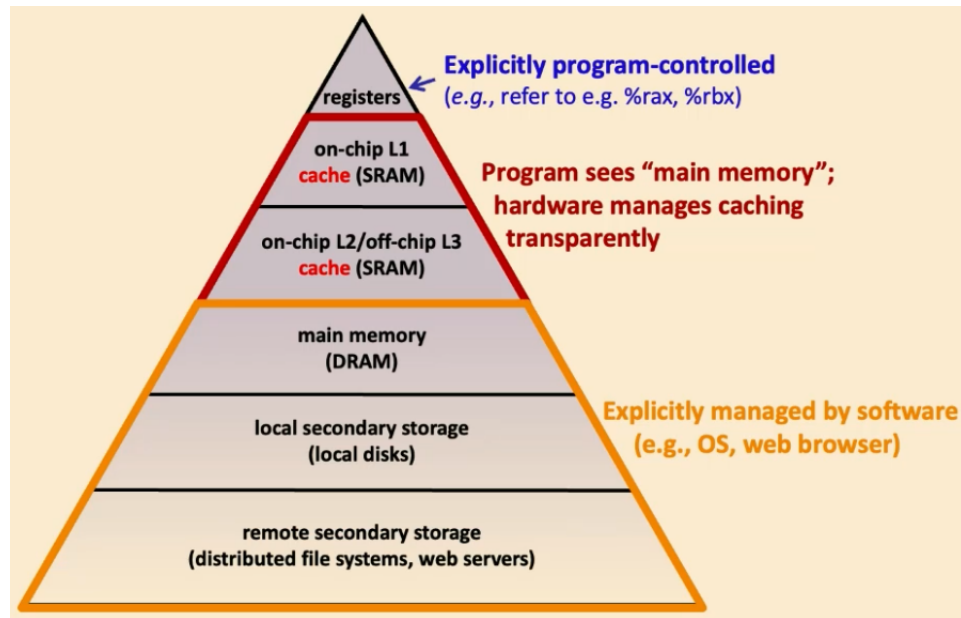 registers
Explicitly program-controlled
(e.g., refer to e.g. %rax, %rbx)
on-chip L1
cache (SRAM)
Program sees “main memory”;
hardware manages caching
transparently
on-chip L2/off-chip L3
cache (SRAM)
main memory
(DRAM)
Explicitly managed by software
(e.g., OS, web browser)
local secondary storage
(local disks)
remote secondary storage
(distributed file systems, web servers)